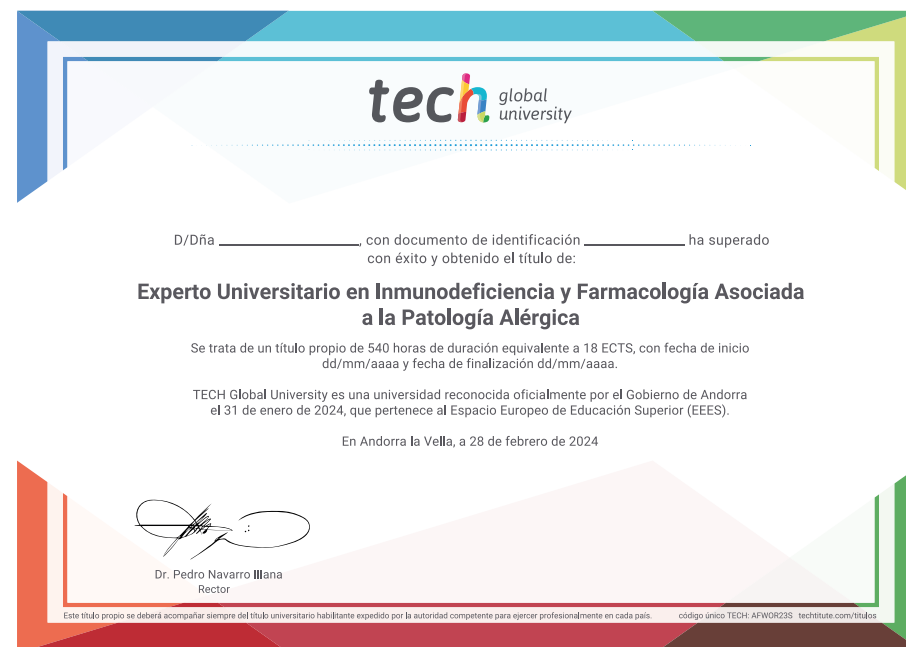 tech global
university
D/Dña ____________________, con documento de identificación ______________ ha superado
con éxito y obtenido el título de:
Experto Universitario en Inmunodeficiencia y Farmacología Asociada
a la Patología Alérgica
Se trata de un título propio de 540 horas de duración equivalente a 18 ECTS, con fecha de inicio
dd/mm/aaaa y fecha de finalización dd/mm/aaaa.
TECH Global University es una universidad reconocida oficialmente por el Gobierno de Andorra
el 31 de enero de 2024, que pertenece al Espacio Europeo de Educación Superior (EEES).
En Andorra la Vella, a 28 de febrero de 2024
Dr. Pedro Navarro Illana
Rector
Este título propio se deberá acompañar siempre del título universitario habilitante expedido por la autoridad competente para ejercer profesionalmente en cada país. código único TECH: AFWOR23S techtitute.com/titulos